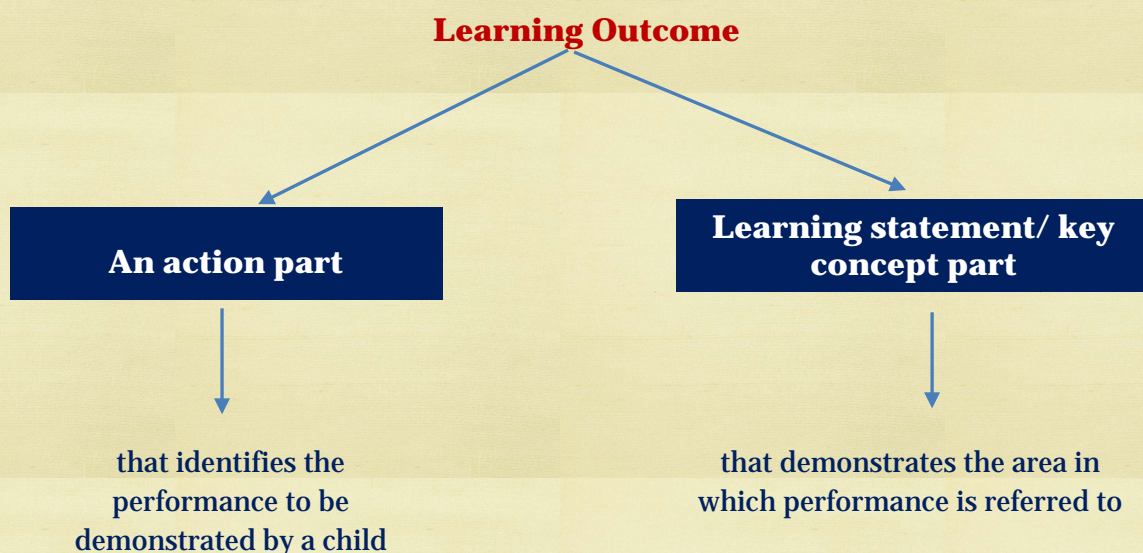 Learning Outcome
An action part
Learning statement/ key
concept part
that identifies the
performance to be
demonstrated by a child
that demonstrates the area in
which performance is referred to